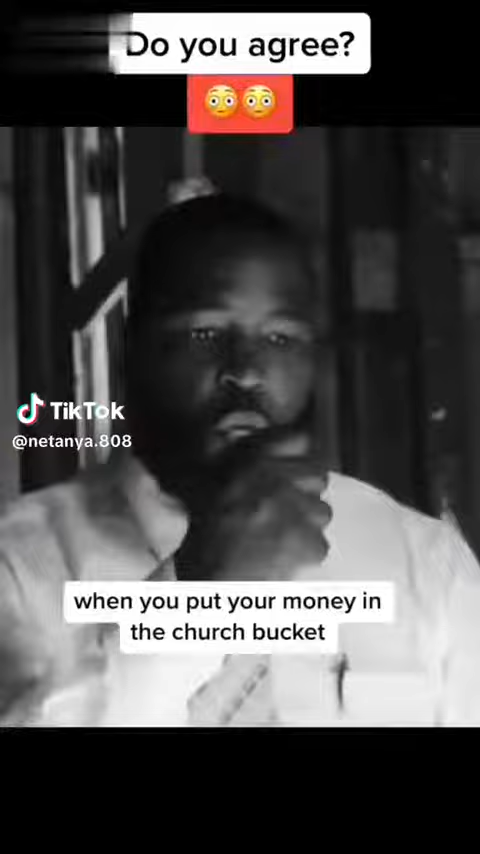 Do you agree?
😳😳
TikTok
@netanya.808
when you put your money in
the church bucket